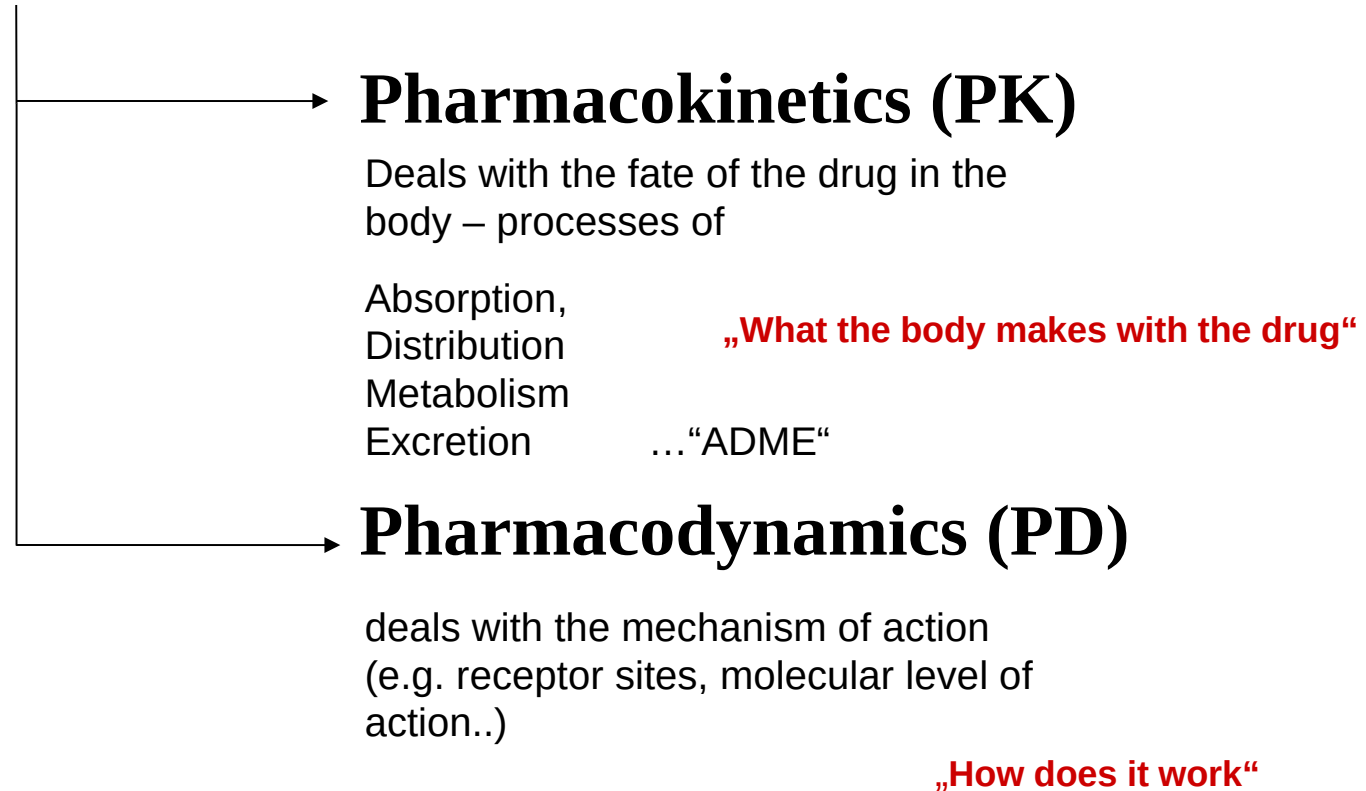 Pharmacokinetics (PK)
Deals with the fate of the drug in the
body – processes of
Absorption,
Distribution
„What the body makes with the drug“
Metabolism
Excretion …“ADME“
Pharmacodynamics (PD)
deals with the mechanism of action
(e.g. receptor sites, molecular level of
action..)
„How does it work“